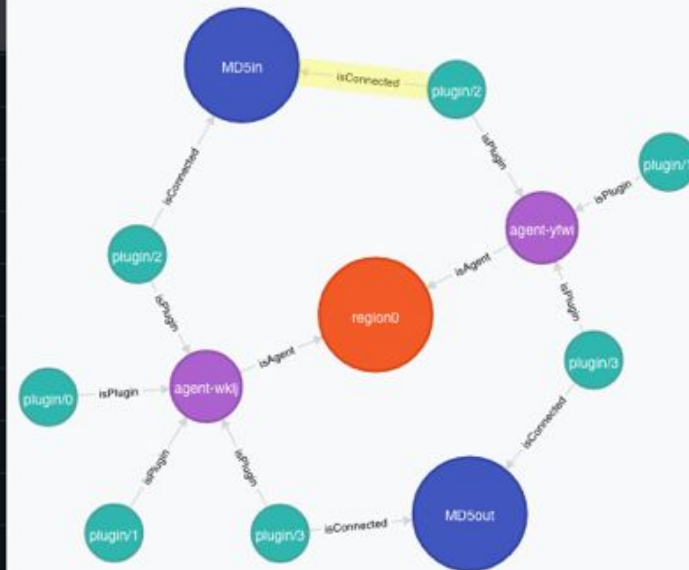 MD5in
isConnected
plugin/2
isPlugin
isConnected
plugin/1
isPlugin
agent-yfwi
plugin/2
isAgent
isPlugin
isPlugin
region0
isAgent
plugin/3
agent-wklj
plugin/0
isPlugin
isConnected
isPlugin
isPlugin
MD5out
plugin/1
plugin/3
isConnected